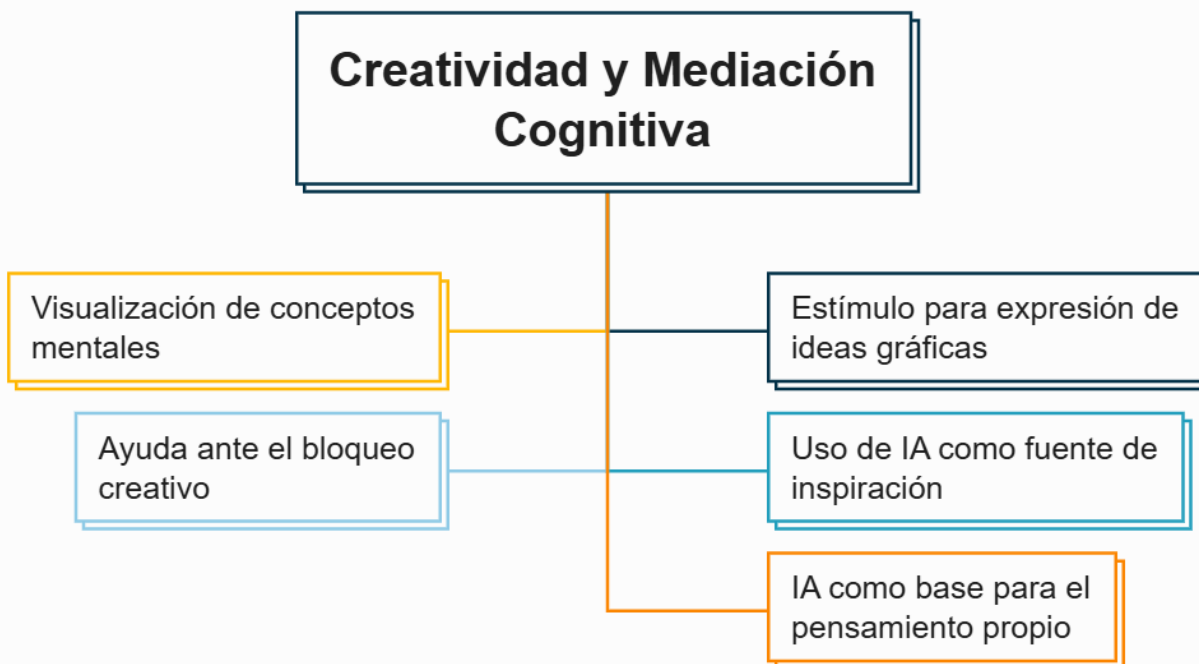 Creatividad y Mediación
Cognitiva
Visualización de conceptos
mentales
Estímulo para expresión de
ideas gráficas
Ayuda ante el bloqueo
creativo
Uso de IA como fuente de
inspiración
IA como base para el
pensamiento propio